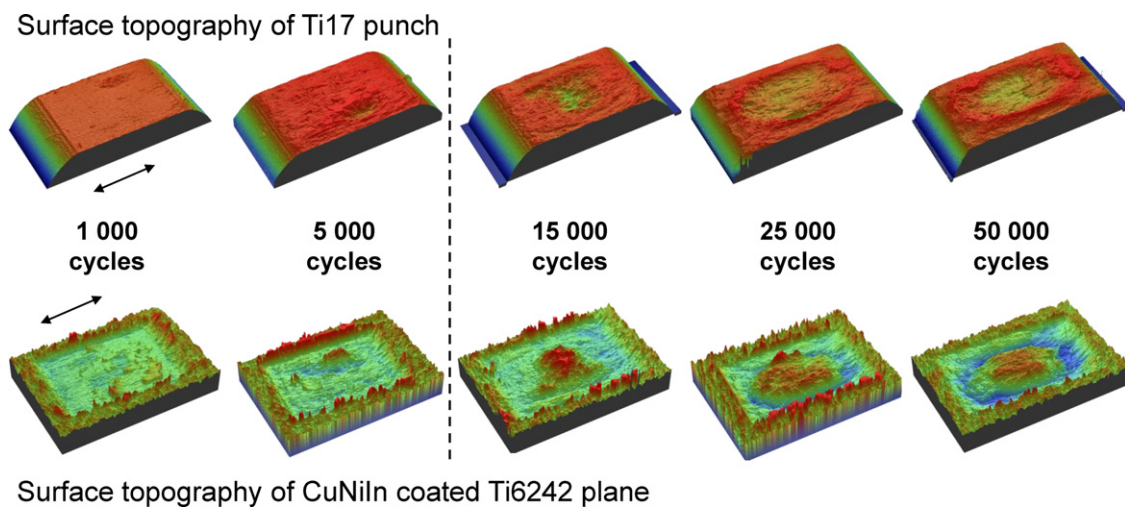 Surface topography of Ti17 punch
1 000 cycles
5 000 cycles
15 000 cycles
25 000 cycles
50 000 cycles
Surface topography of CuNiIn coated Ti6242 plane